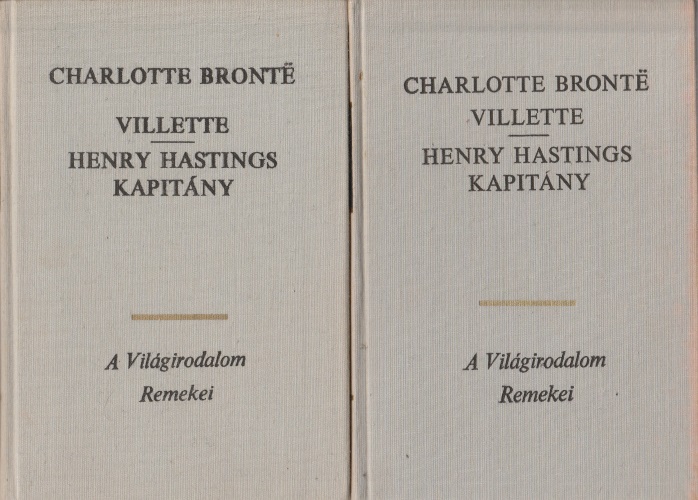 CHARLOTTE BRONTË
VILLETTE
HENRY HASTINGS
KAPITÁNY
A Világirodalom
Remekei
CHARLOTTE BRONTË
VILLETTE
HENRY HASTINGS
KAPITÁNY
A Világirodalom
Remekei